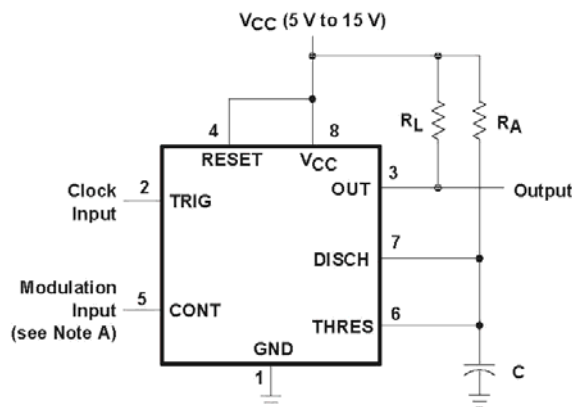 VCC (5 V to 15 V)
RL
RA
4
8
RESET
VCC
3
OUT
Output
Clock
Input
2
TRIG
7
DISCH
Modulation
Input
(see Note A)
5
CONT
6
THRES
GND
1
C